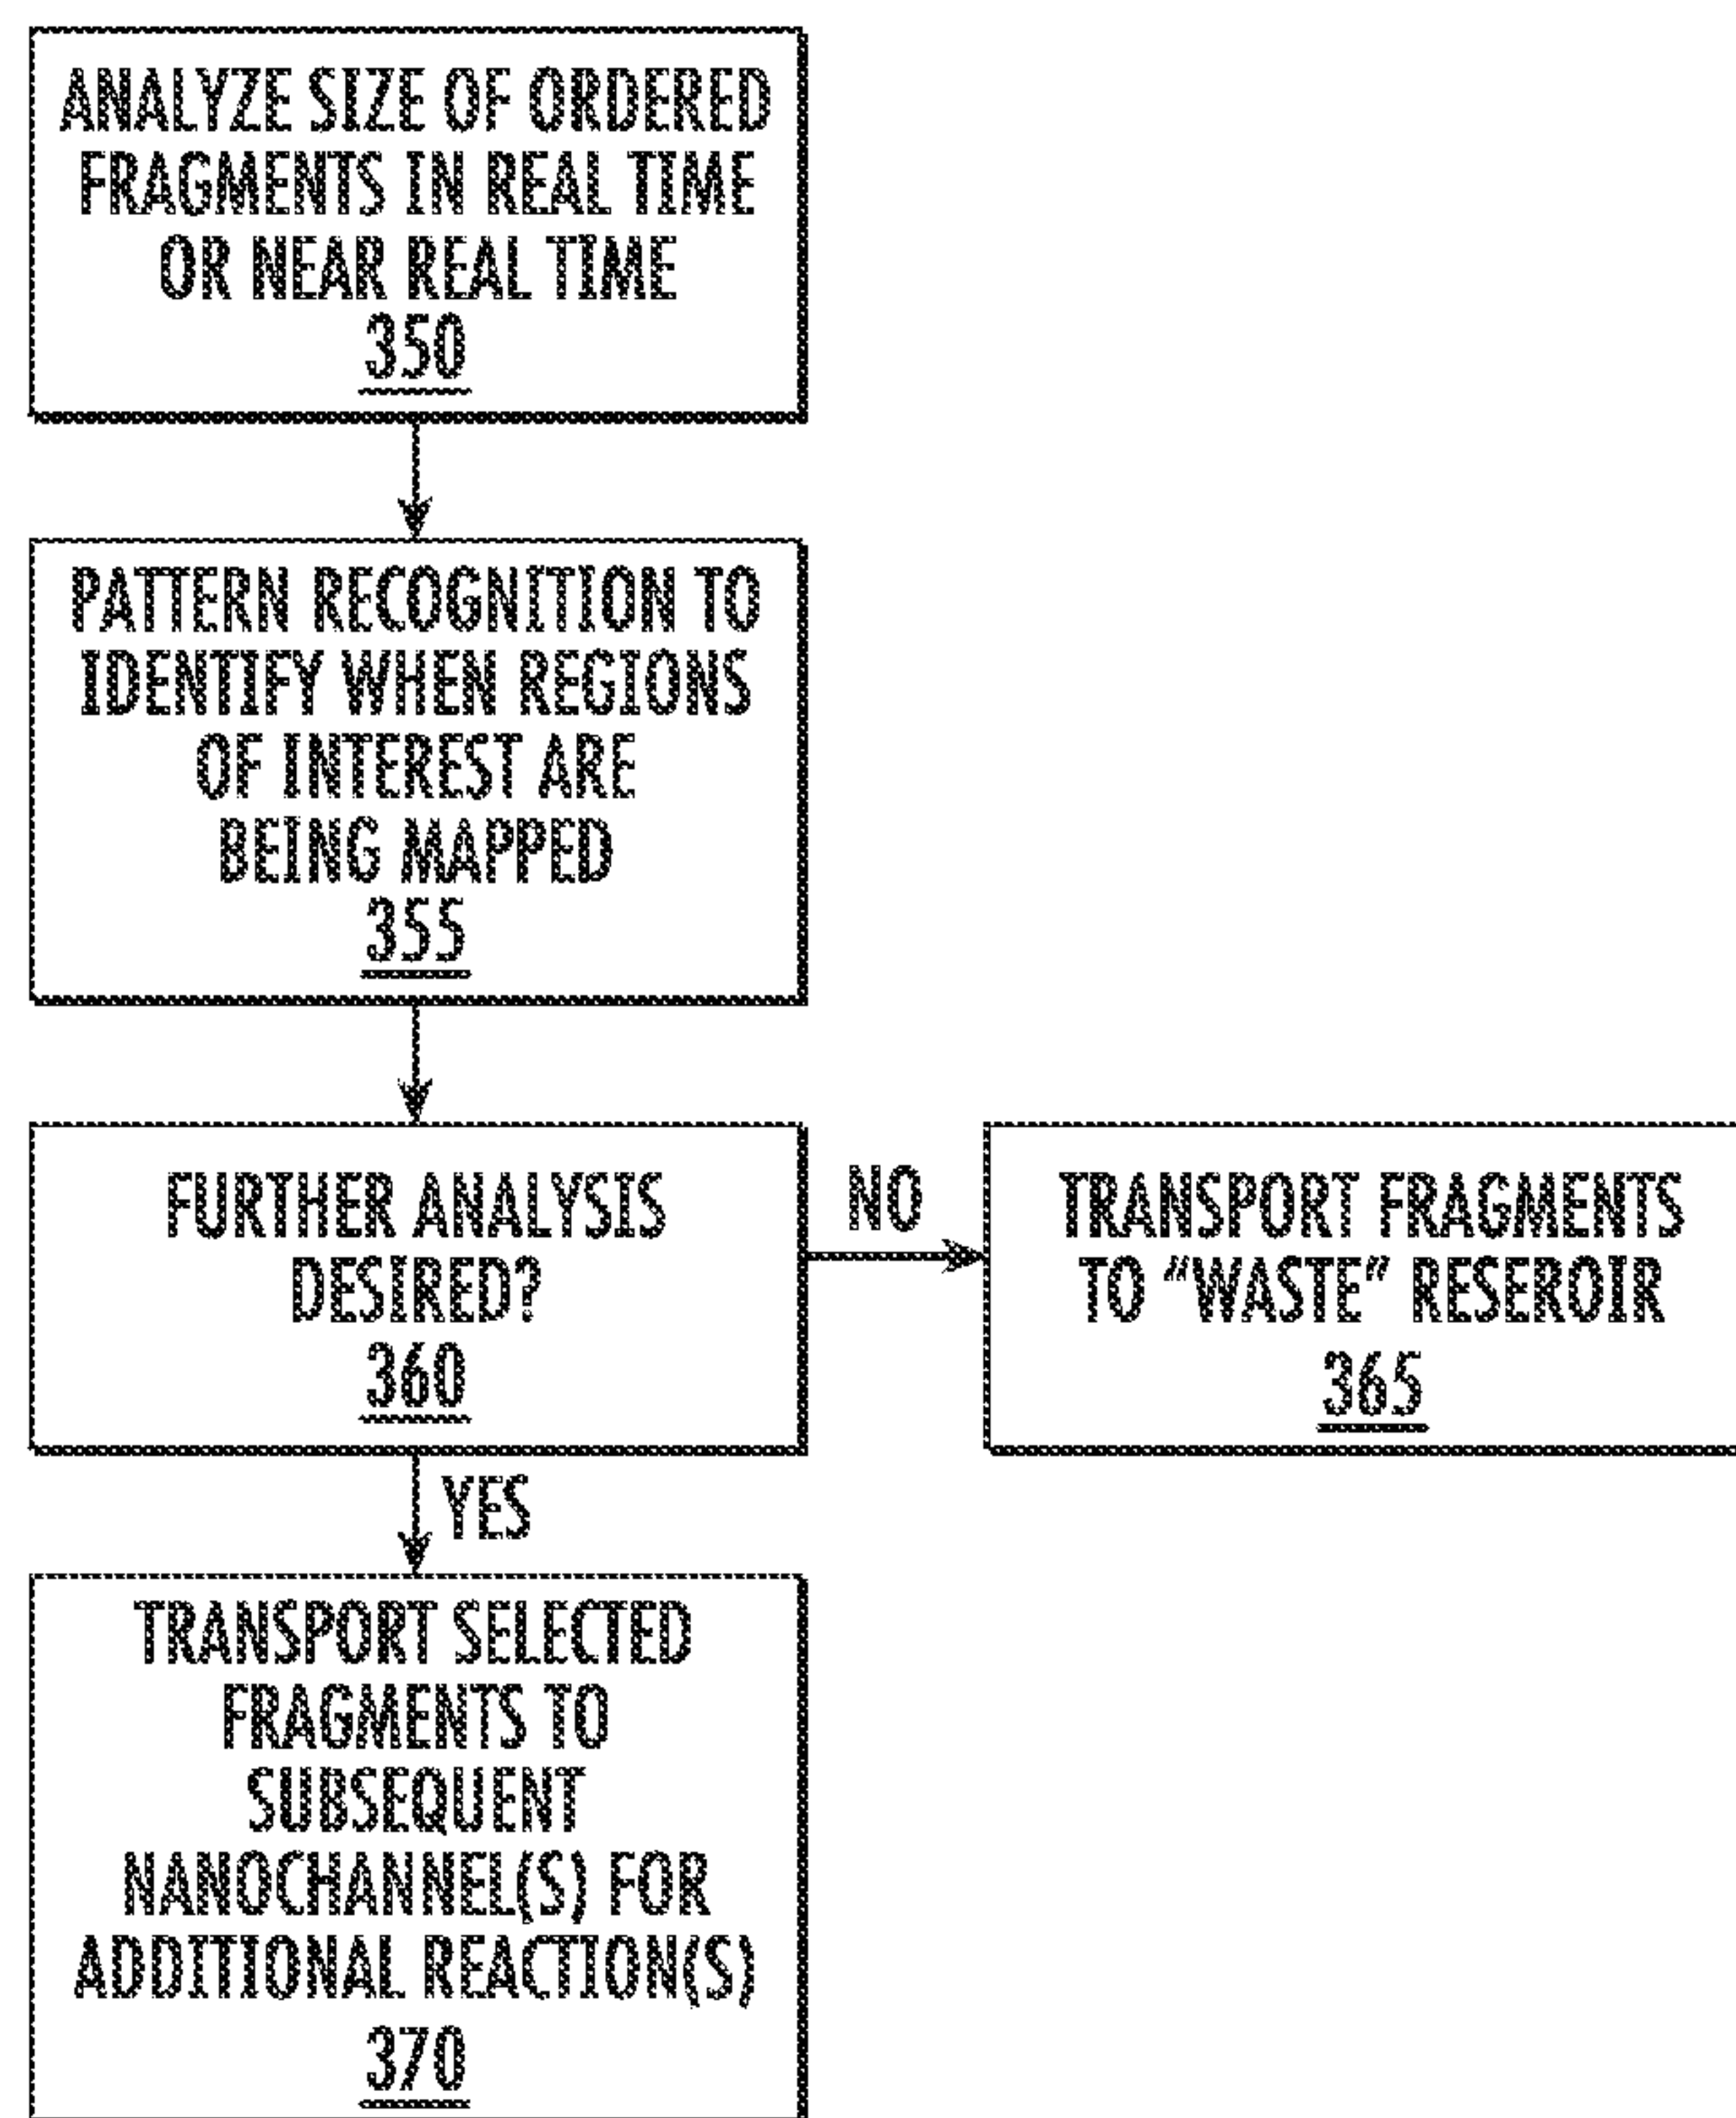 ANALYZE SIZE OF ORDERED
FRAGMENTS IN REAL TIME
OR NEAR REAL TIME
350
PATTERN RECOGNITION TO
IDENTIFY WHEN REGIONS
OF INTEREST ARE
BEING MAPPED
355
FURTHER ANALYSIS
DESIRED?
360
NO
TRANSPORT FRAGMENTS
TO "WASTE" RESEROIR
365
YES
TRANSPORT SELECTED
FRAGMENTS TO
SUBSEQUENT
NANOCHANNEL(S) FOR
ADDITIONAL REACTION(S)
370